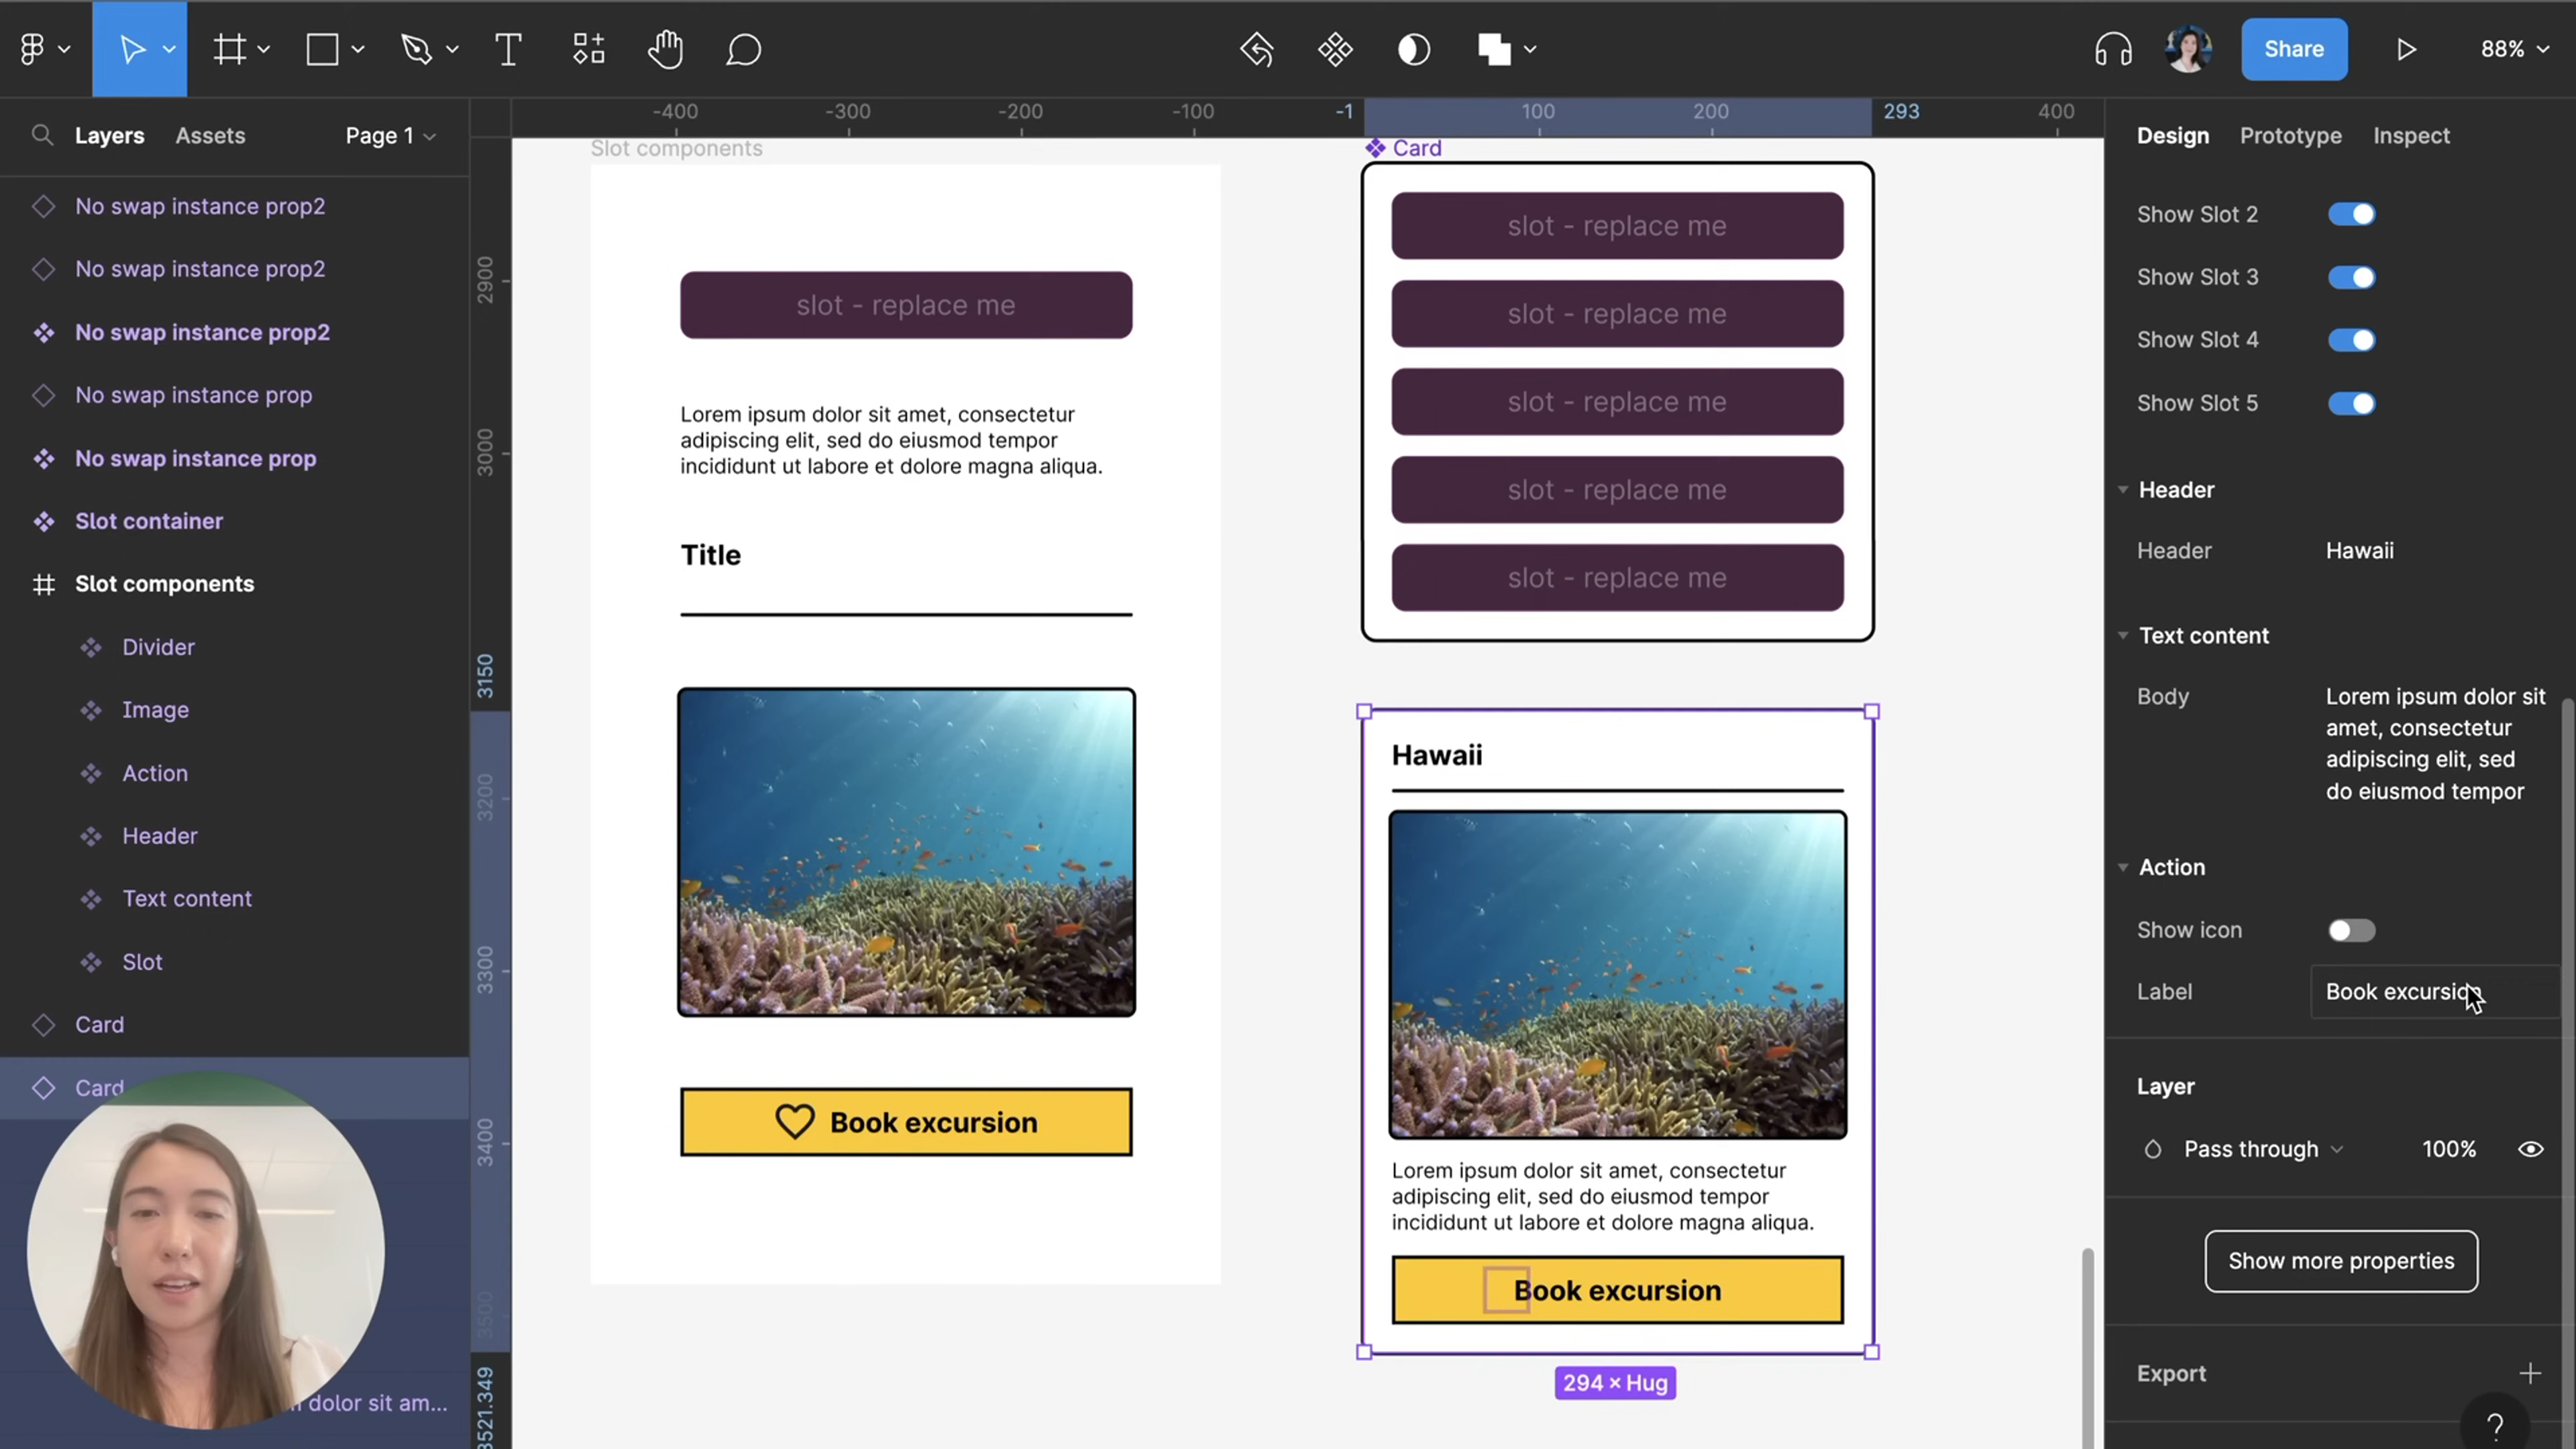 Share
88%
Layers
Assets
Page 1
No swap instance prop2
No swap instance prop2
No swap instance prop2
No swap instance prop
No swap instance prop
Slot container
Slot components
Divider
Image
Action
Header
Text content
Slot
Card
Card
dolor sit am...
-400
-300
-200
-100
-1
100
200
293
400
2900
3000
3150
3200
3300
3400
3500
3521.349
Slot components
slot - replace me
Lorem ipsum dolor sit amet, consectetur
adipiscing elit, sed do eiusmod tempor
incididunt ut labore et dolore magna aliqua.
Title
Book excursion
Card
slot - replace me
slot - replace me
slot - replace me
slot - replace me
slot - replace me
Hawaii
Lorem ipsum dolor sit amet, consectetur
adipiscing elit, sed do eiusmod tempor
incididunt ut labore et dolore magna aliqua.
Book excursion
294 × Hug
Design
Prototype
Inspect
Show Slot 2
Show Slot 3
Show Slot 4
Show Slot 5
Header
Header
Hawaii
Text content
Body
Lorem ipsum dolor sit
amet, consectetur
adipiscing elit, sed
do eiusmod tempor
Action
Show icon
Label
Book excursion
Layer
Pass through
100%
Show more properties
Export
?